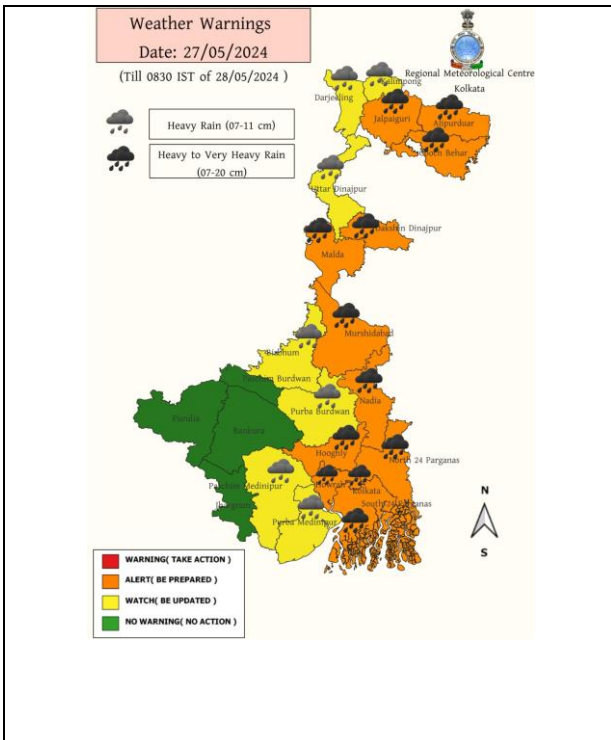 Weather Warnings
Date: 27/05/2024
(Till 0830 IST of 28/05/2024 )
Regional Meteorological Centre
Kolkata
Heavy Rain (07-11 cm)
Heavy to Very Heavy Rain
(07-20 cm)
Darjeeling
Kalimpong
Jalpaiguri
Alipurduar
Cooch Behar
Uttar Dinajpur
Dakshin Dinajpur
Malda
Murshidabad
Birbhum
Paschim Burdwan
Nadia
Purba Burdwan
Purulia
Bankura
Hooghly
North 24 Parganas
Paschim Medinipur
Howrah
Kolkata
South 24 Parganas
Jhargram
Purba Medinipur
N
S
WARNING( TAKE ACTION )
ALERT( BE PREPARED )
WATCH( BE UPDATED )
NO WARNING( NO ACTION )